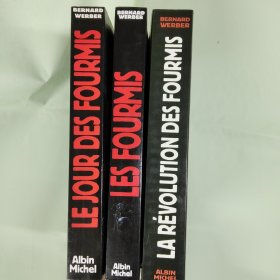 BERNARD
WERBER
LE JOUR DES FOURMIS
Albin
Michel
BERNARD
WERBER
LES FOURMIS
Albin
Michel
BERNARD
WERBER
LA RÉVOLUTION DES FOURMIS
ALBIN
MICHEL